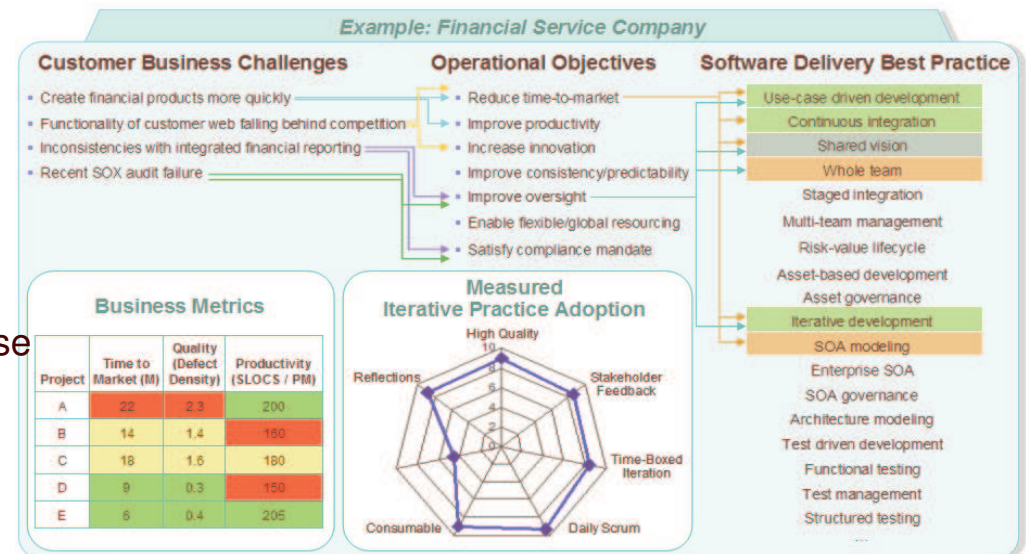 Example: Financial Service Company
Customer Business Challenges
Create financial products more quickly
Functionality of customer web falling behind competition
Inconsistencies with integrated financial reporting
Recent SOX audit failure
Operational Objectives
Reduce time-to-market
Improve productivity
Increase innovation
Improve consistency/predictability
Improve oversight
Enable flexible/global resourcing
Satisfy compliance mandate
Software Delivery Best Practice
Use-case driven development
Continuous integration
Shared vision
Whole team
Staged integration
Multi-team management
Risk-value lifecycle
Asset-based development
Asset governance
Iterative development
SOA modeling
Enterprise SOA
SOA governance
Architecture modeling
Test driven development
Functional testing
Test management
Structured testing
...
se
Business Metrics
Project Time to Market (M) Quality (Defect Density) Productivity (SLOCS / PM)
A 22 2.3 200
B 14 1.4 160
C 18 1.6 180
D 9 0.3 150
E 6 0.4 205
Measured
Iterative Practice Adoption
High Quality
10
8
6
4
2
0
Reflections
Stakeholder
Feedback
Time-Boxed
Iteration
Consumable
Daily Scrum